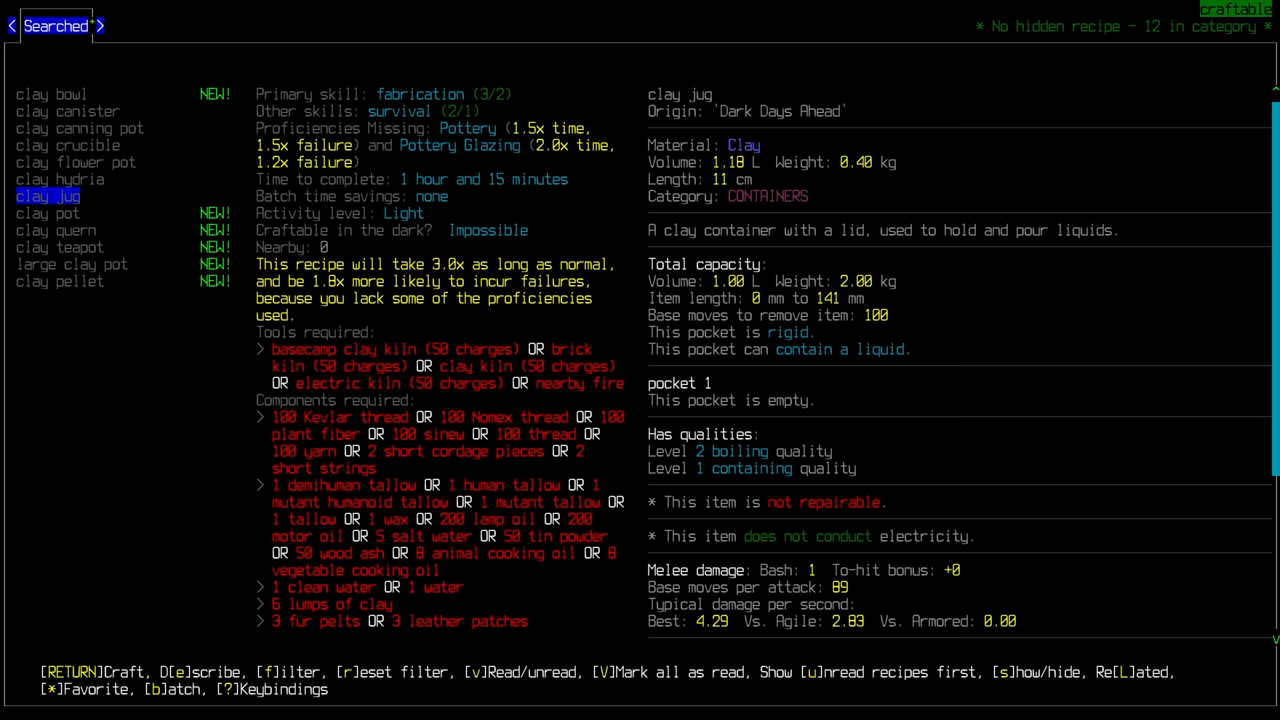 craftable
< Searched+ >
* No hidden recipe - 12 in category *
clay bowl NEW!
clay canister
clay canning pot
clay crucible
clay flower pot
clay hydria
clay jug
clay pot NEW!
clay quern NEW!
clay teapot NEW!
large clay pot NEW!
clay pellet NEW!
Primary skill: fabrication (3/2)
Other skills: survival (2/1)
Proficiencies Missing: Pottery (1.5x time,
1.5x failure) and Pottery Glazing (2.0x time,
1.2x failure)
Time to complete: 1 hour and 15 minutes
Batch time savings: none
Activity level: Light
Craftable in the dark? Impossible
Nearby: 0
This recipe will take 3.0x as long as normal,
and be 1.8x more likely to incur failures,
because you lack some of the proficiencies
used.
Tools required:
> basecamp clay kiln (50 charges) OR brick
kiln (50 charges) OR clay kiln (50 charges)
OR electric kiln (50 charges) OR nearby fire
Components required:
> 100 Kevlar thread OR 100 Nomex thread OR 100
plant fiber OR 100 sinew OR 100 thread OR
100 yarn OR 2 short cordage pieces OR 2
short strings
> 1 demihuman tallow OR 1 human tallow OR 1
mutant humanoid tallow OR 1 mutant tallow OR
1 tallow OR 1 wax OR 200 lamp oil OR 200
motor oil OR 5 salt water OR 50 tin powder
OR 50 wood ash OR 8 animal cooking oil OR 8
vegetable cooking oil
> 1 clean water OR 1 water
> 6 lumps of clay
> 3 fur pelts OR 3 leather patches
clay jug
Origin: 'Dark Days Ahead'
Material: Clay
Volume: 1.18 L Weight: 0.40 kg
Length: 11 cm
Category: CONTAINERS
A clay container with a lid, used to hold and pour liquids.
Total capacity:
Volume: 1.00 L Weight: 2.00 kg
Item length: 0 mm to 141 mm
Base moves to remove item: 100
This pocket is rigid.
This pocket can contain a liquid.
pocket 1
This pocket is empty.
Has qualities:
Level 2 boiling quality
Level 1 containing quality
* This item is not repairable.
* This item does not conduct electricity.
Melee damage: Bash: 1 To-hit bonus: +0
Base moves per attack: 89
Typical damage per second:
Best: 4.29 Vs. Agile: 2.83 Vs. Armored: 0.00
[RETURN]Craft, D[e]scribe, [f]ilter, [r]eset filter, [v]Read/unread, [V]Mark all as read, Show [u]nread recipes first, [s]how/hide, Re[L]ated,
[*]Favorite, [b]atch, [?]Keybindings